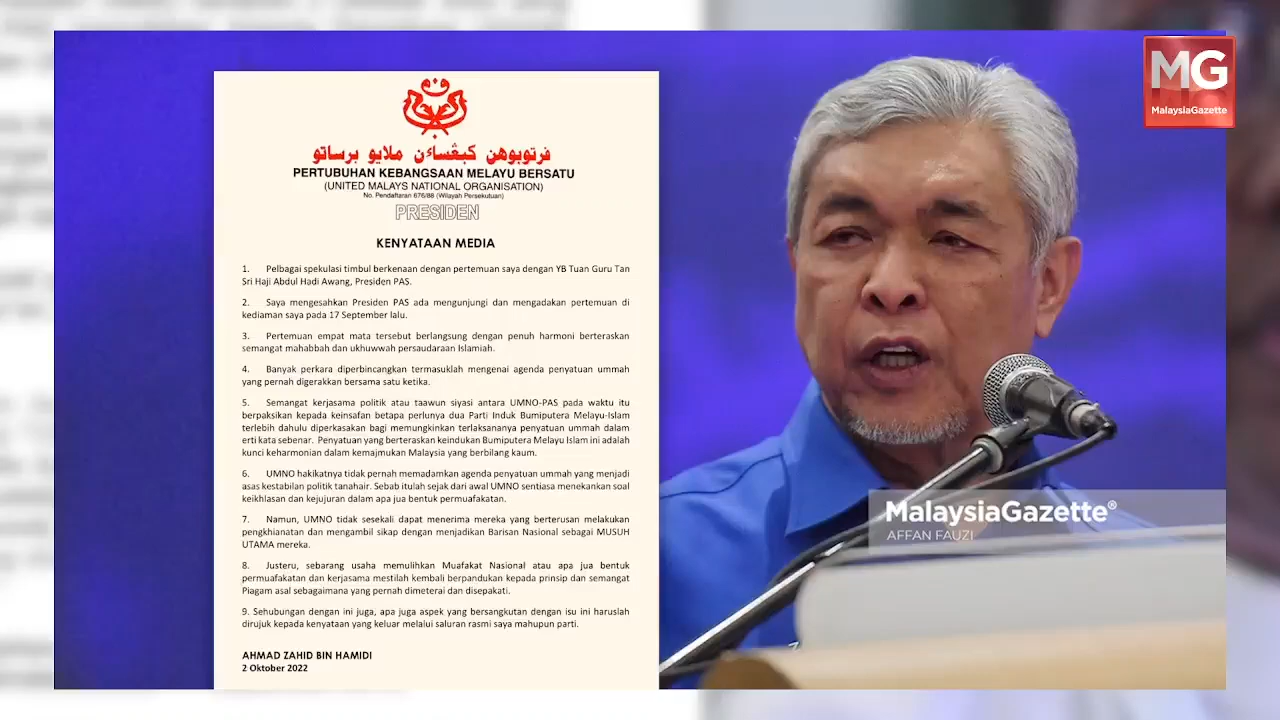 فرتوبوهن كبڠساءن ملايو برساتو
PERTUBUHAN KEBANGSAAN MELAYU BERSATU
(UNITED MALAYS NATIONAL ORGANISATION)
No. Pendaftaran 676/88 (Wilayah Persekutuan)
PRESIDEN
KENYATAAN MEDIA
1. Pelbagai spekulasi timbul berkenaan dengan pertemuan saya dengan YB Tuan Guru Tan
Sri Haji Abdul Hadi Awang, Presiden PAS.
2. Saya mengesahkan Presiden PAS ada mengunjungi dan mengadakan pertemuan di
kediaman saya pada 17 September lalu.
3. Pertemuan empat mata tersebut berlangsung dengan penuh harmoni berteraskan
semangat mahabbah dan ukhuwwah persaudaraan Islamiah.
4. Banyak perkara diperbincangkan termasuklah mengenai agenda penyatuan ummah
yang pernah digerakkan bersama satu ketika.
5. Semangat kerjasama politik atau taawun siyasi antara UMNO-PAS pada waktu itu
berpaksikan kepada keinsafan betapa perlunya dua Parti Induk Bumiputera Melayu-Islam
terlebih dahulu diperkasakan bagi memungkinkan terlaksananya penyatuan ummah dalam
erti kata sebenar. Penyatuan yang berteraskan keindukan Bumiputera Melayu Islam ini adalah
kunci keharmonian dalam kemajmukan Malaysia yang berbilang kaum.
6. UMNO hakikatnya tidak pernah memadamkan agenda penyatuan ummah yang menjadi
asas kestabilan politik tanahair. Sebab itulah sejak dari awal UMNO sentiasa menekankan soal
keikhlasan dan kejujuran dalam apa jua bentuk permuafakatan.
7. Namun, UMNO tidak sesekali dapat menerima mereka yang berterusan melakukan
pengkhianatan dan mengambil sikap dengan menjadikan Barisan Nasional sebagai MUSUH
UTAMA mereka.
8. Justeru, sebarang usaha memulihkan Muafakat Nasional atau apa jua bentuk
permuafakatan dan kerjasama mestilah kembali berpandukan kepada prinsip dan semangat
Piagam asal sebagaimana yang pernah dimeterai dan disepakati.
9. Sehubungan dengan ini juga, apa juga aspek yang bersangkutan dengan isu ini haruslah
dirujuk kepada kenyataan yang keluar melalui saluran rasmi saya mahupun parti.
AHMAD ZAHID BIN HAMIDI
2 Oktober 2022
MG
MalaysiaGazette
MalaysiaGazette®
AFFAN FAUZI